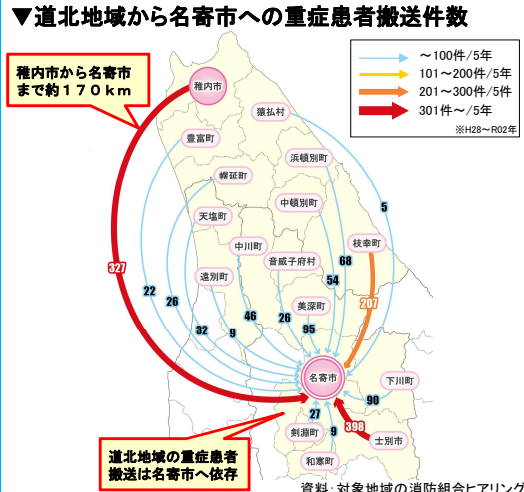 ▼道北地域から名寄市への重症患者搬送件数
～100件/5年
101～200件/5年
201～300件/5件
301件～/5年
※H28～R02年
稚内市から名寄市
まで約170km
稚内市
猿払村
豊富町
浜頓別町
幌延町
中頓別町
天塩町
5
中川町
枝幸町
音威子府村
68
327
遠別町
54
22
26
207
美深町
46
26
32
9
95
名寄市
下川町
90
27
398
剣淵町
9
士別市
和寒町
道北地域の重症患者
搬送は名寄市へ依存
資料：対象地域の消防組合ヒアリング